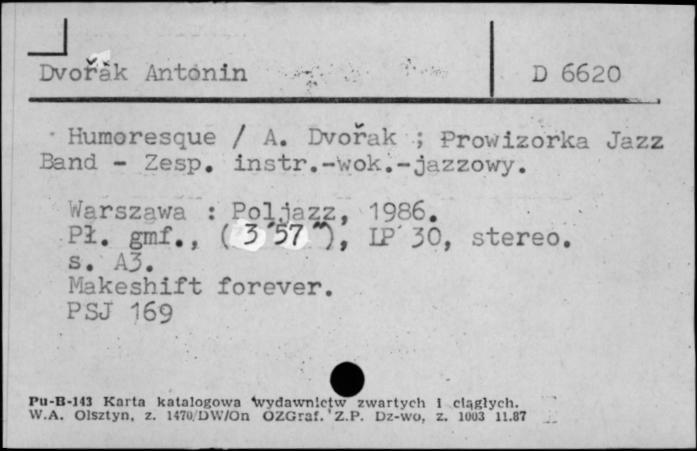 Dvořák Antonin D 6620
Humoresque / A. Dvořak ; Prowizorka Jazz
Band - Zesp. instr.-wok.-jazzowy.
Warszawa : Poljazz, 1986.
Pł. gmf., (3'57"), LP 30, stereo.
s. A3.
Makeshift forever.
PSJ 169
Pu-B-143 Karta katalogowa wydawnictw zwartych i ciągłych.
W.A. Olsztyn, z. 1470/DW/On OZGraf. Z.P. Dz-wo, z. 1003 11.87